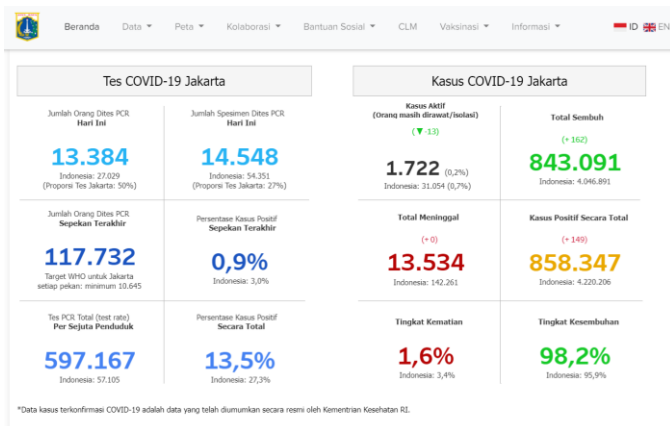 Beranda
Data
Peta
Kolaborasi
Bantuan Sosial
CLM
Vaksinasi
Informasi
ID
EN
Tes COVID-19 Jakarta
Jumlah Orang Dites PCR
Hari Ini
13.384
Indonesia: 27.029
(Proporsi Tes Jakarta: 50%)
Jumlah Spesimen Dites PCR
Hari Ini
14.548
Indonesia: 54.351
(Proporsi Tes Jakarta: 27%)
Jumlah Orang Dites PCR
Sepekan Terakhir
117.732
Target WHO untuk Jakarta
setiap pekan: minimum 10.645
Persentase Kasus Positif
Sepekan Terakhir
0,9%
Indonesia: 3,0%
Tes PCR Total (test rate)
Per Sejuta Penduduk
597.167
Indonesia: 57.105
Persentase Kasus Positif
Secara Total
13,5%
Indonesia: 27,3%
Kasus COVID-19 Jakarta
Kasus Aktif
(Orang masih dirawat/isolasi)
(▼ -13)
1.722 (0,2%)
Indonesia: 31.054 (0,7%)
Total Sembuh
(+ 162)
843.091
Indonesia: 4.046.891
Total Meninggal
(+ 0)
13.534
Indonesia: 142.261
Kasus Positif Secara Total
(+ 149)
858.347
Indonesia: 4.220.206
Tingkat Kematian
1,6%
Indonesia: 3,4%
Tingkat Kesembuhan
98,2%
Indonesia: 95,9%
*Data kasus terkonfirmasi COVID-19 adalah data yang telah diumumkan secara resmi oleh Kementrian Kesehatan RI.